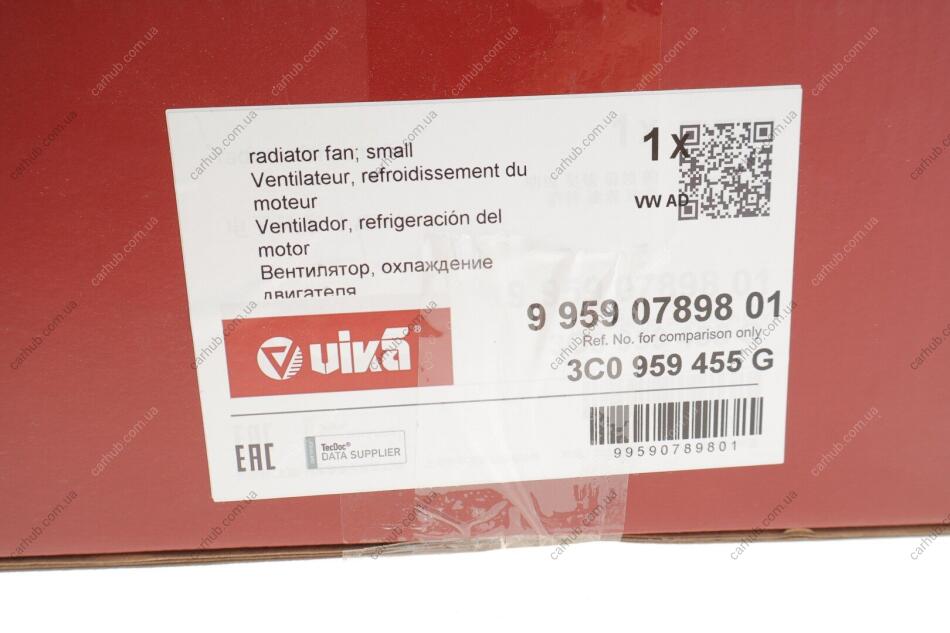 radiator fan; small
Ventilateur, refroidissement du
moteur
Ventilador, refrigeración del
motor
Вентилятор, охлаждение
двигателя
1 x
VW AD
9 959 07898 01
Ref. No. for comparison only
3C0 959 455 G
vika®
EAC
TecDoc®
DATA SUPPLIER
99590789801
carhub.com.ua